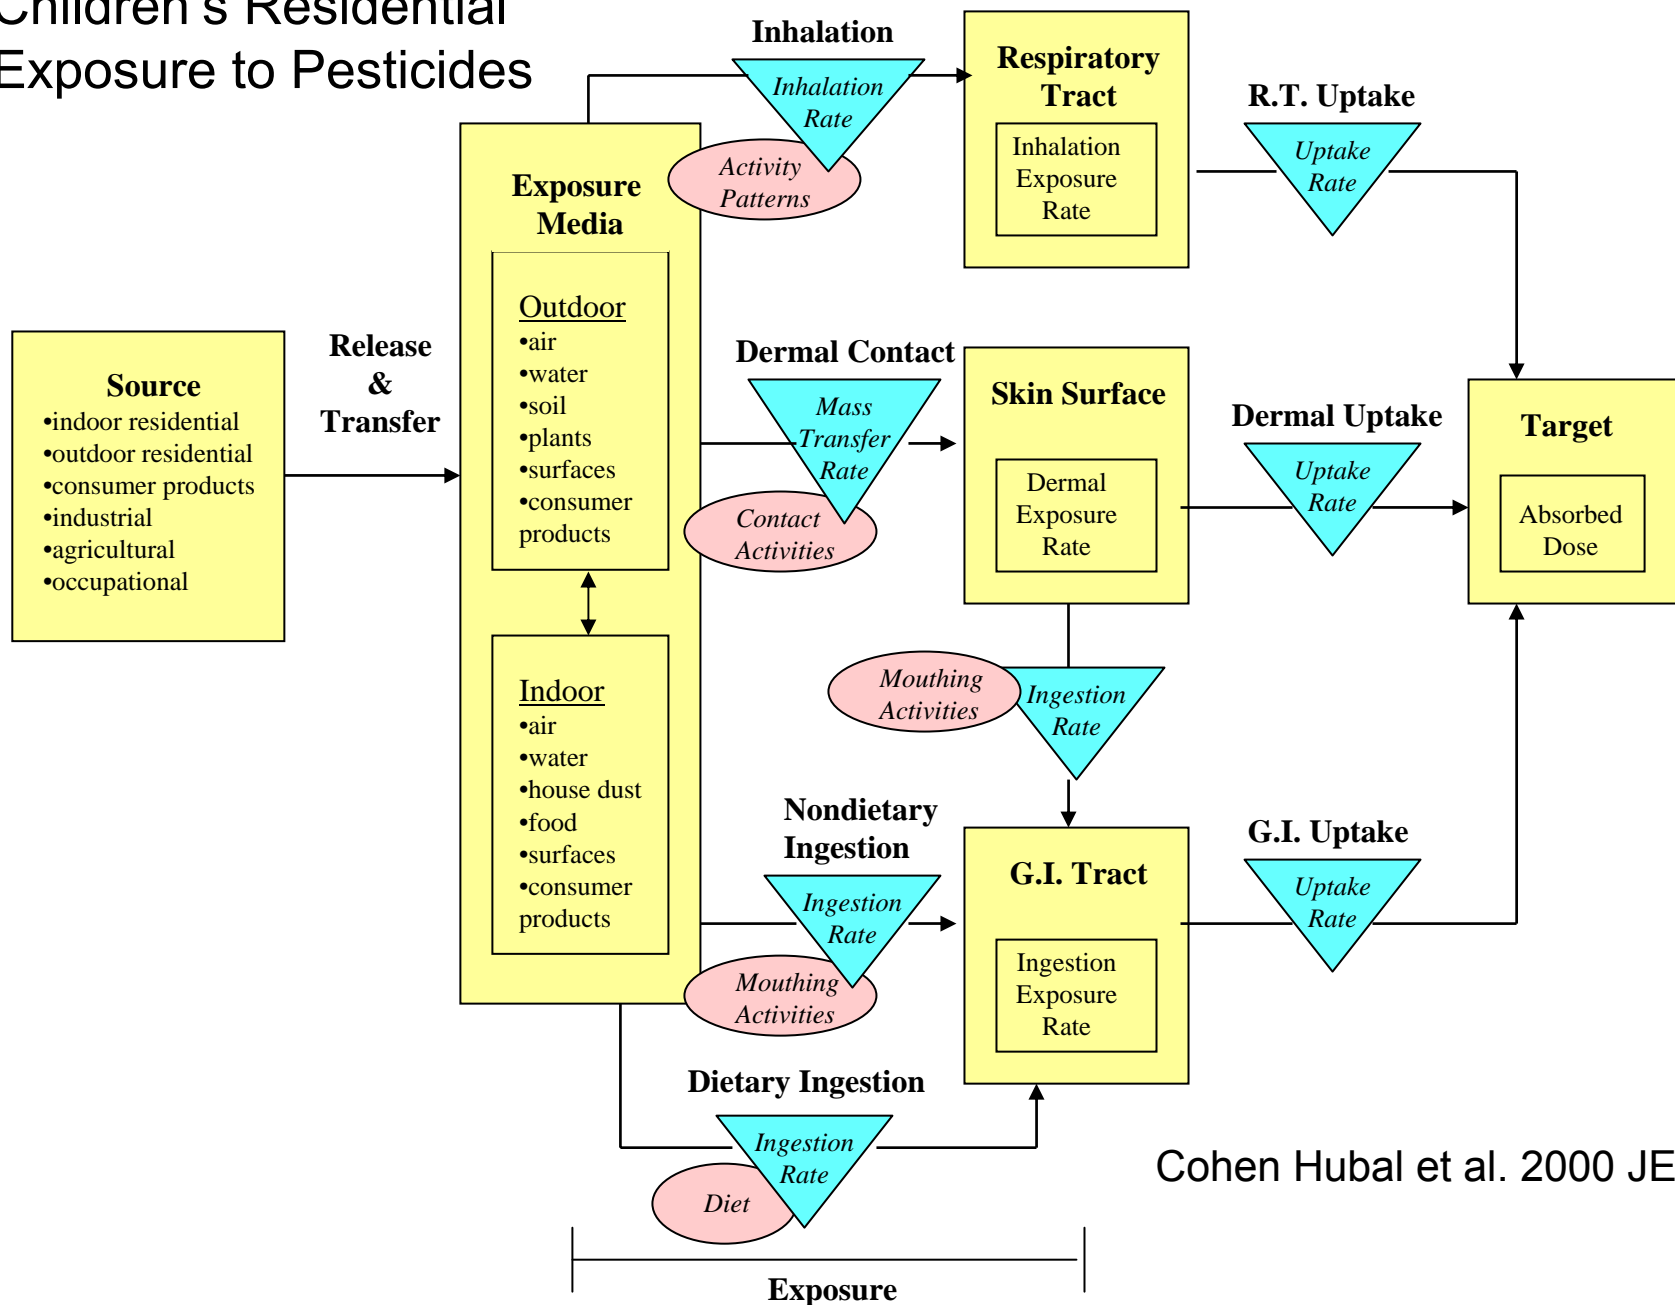 Children's Residential
Exposure to Pesticides
Source
•indoor residential
•outdoor residential
•consumer products
•industrial
•agricultural
•occupational
Release
&
Transfer
Exposure
Media
Outdoor
•air
•water
•soil
•plants
•surfaces
•consumer
products
Indoor
•air
•water
•house dust
•food
•surfaces
•consumer
products
Inhalation
Inhalation
Rate
Activity
Patterns
Respiratory
Tract
Inhalation
Exposure
Rate
R.T. Uptake
Uptake
Rate
Dermal Contact
Mass
Transfer
Rate
Contact
Activities
Skin Surface
Dermal
Exposure
Rate
Dermal Uptake
Uptake
Rate
Target
Absorbed
Dose
Mouthing
Activities
Ingestion
Rate
Nondietary
Ingestion
Ingestion
Rate
Mouthing
Activities
G.I. Tract
Ingestion
Exposure
Rate
G.I. Uptake
Uptake
Rate
Dietary Ingestion
Ingestion
Rate
Diet
Cohen Hubal et al. 2000 JE
Exposure